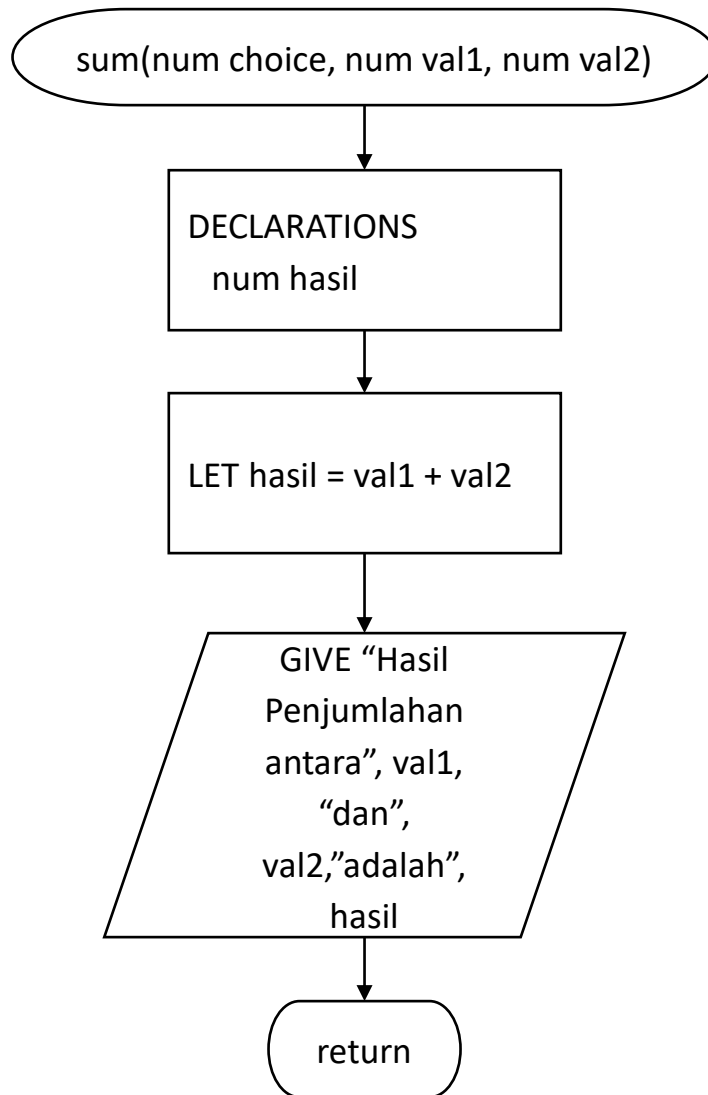 sum(num choice, num val1, num val2)
DECLARATIONS
num hasil
LET hasil = val1 + val2
GIVE “Hasil
Penjumlahan
antara”, val1,
“dan”,
val2,”adalah”,
hasil
return